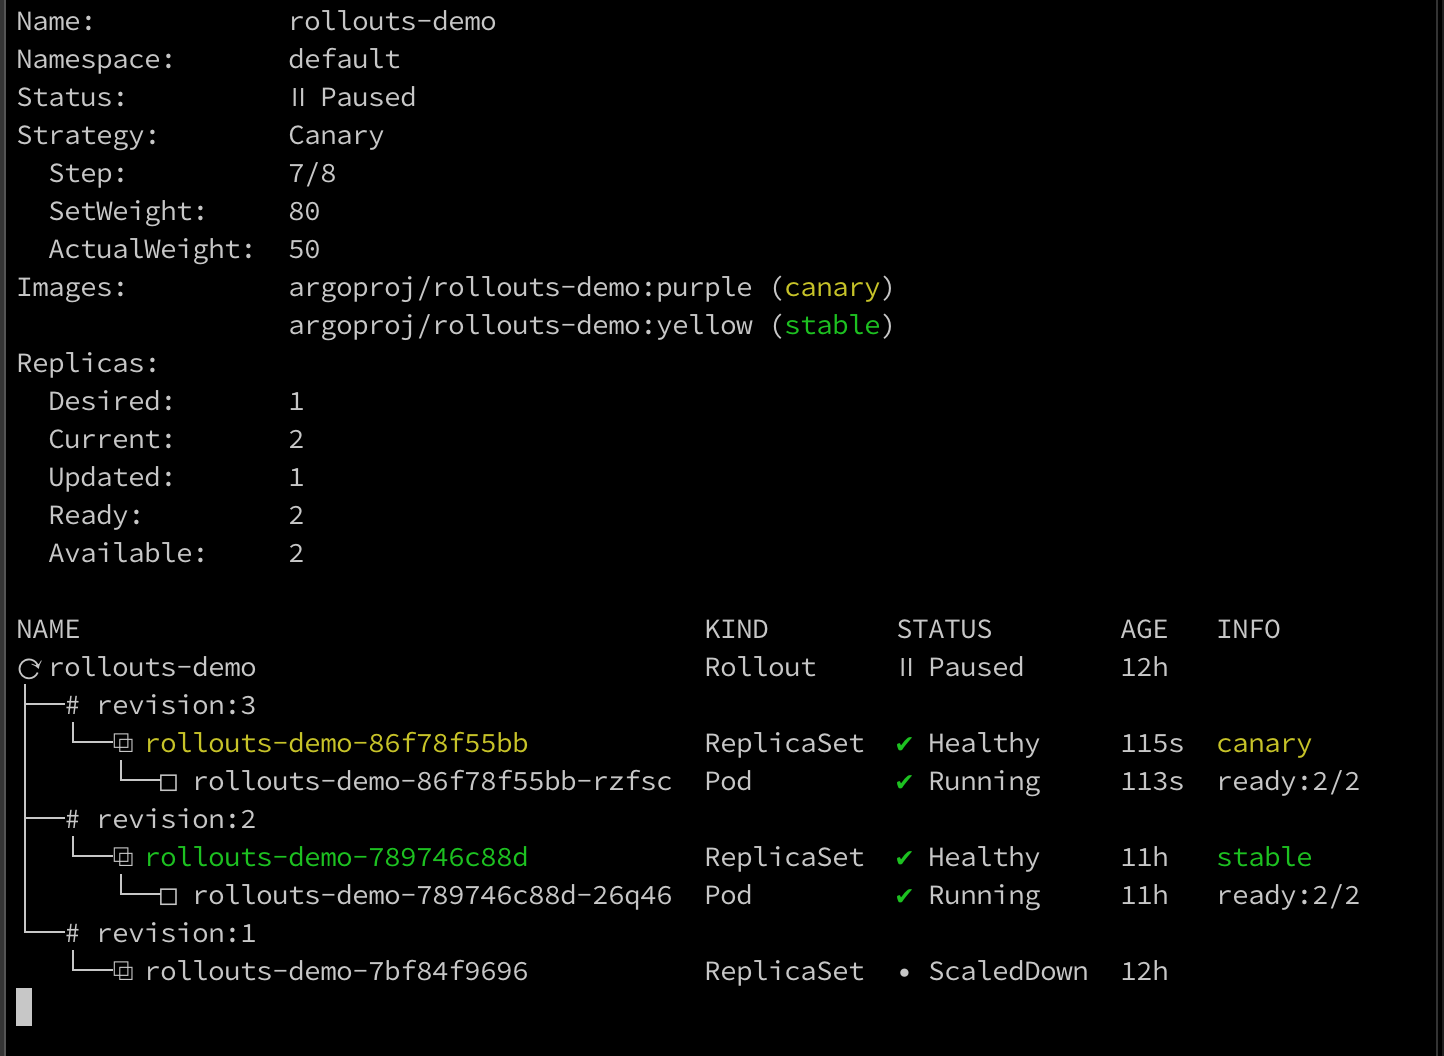 Name:            rollouts-demo
Namespace:       default
Status:          ॥ Paused
Strategy:        Canary
  Step:          7/8
  SetWeight:     80
  ActualWeight:  50
Images:          argoproj/rollouts-demo:purple (canary)
                 argoproj/rollouts-demo:yellow (stable)
Replicas:
  Desired:       1
  Current:       2
  Updated:       1
  Ready:         2
  Available:     2

NAME                                       KIND        STATUS        AGE   INFO
⟳ rollouts-demo                            Rollout     ॥ Paused      12h
├──# revision:3
│  └──⧉ rollouts-demo-86f78f55bb           ReplicaSet  ✔ Healthy     115s  canary
│     └──□ rollouts-demo-86f78f55bb-rzfsc  Pod         ✔ Running     113s  ready:2/2
├──# revision:2
│  └──⧉ rollouts-demo-789746c88d           ReplicaSet  ✔ Healthy     11h   stable
│     └──□ rollouts-demo-789746c88d-26q46  Pod         ✔ Running     11h   ready:2/2
└──# revision:1
   └──⧉ rollouts-demo-7bf84f9696           ReplicaSet  • ScaledDown  12h